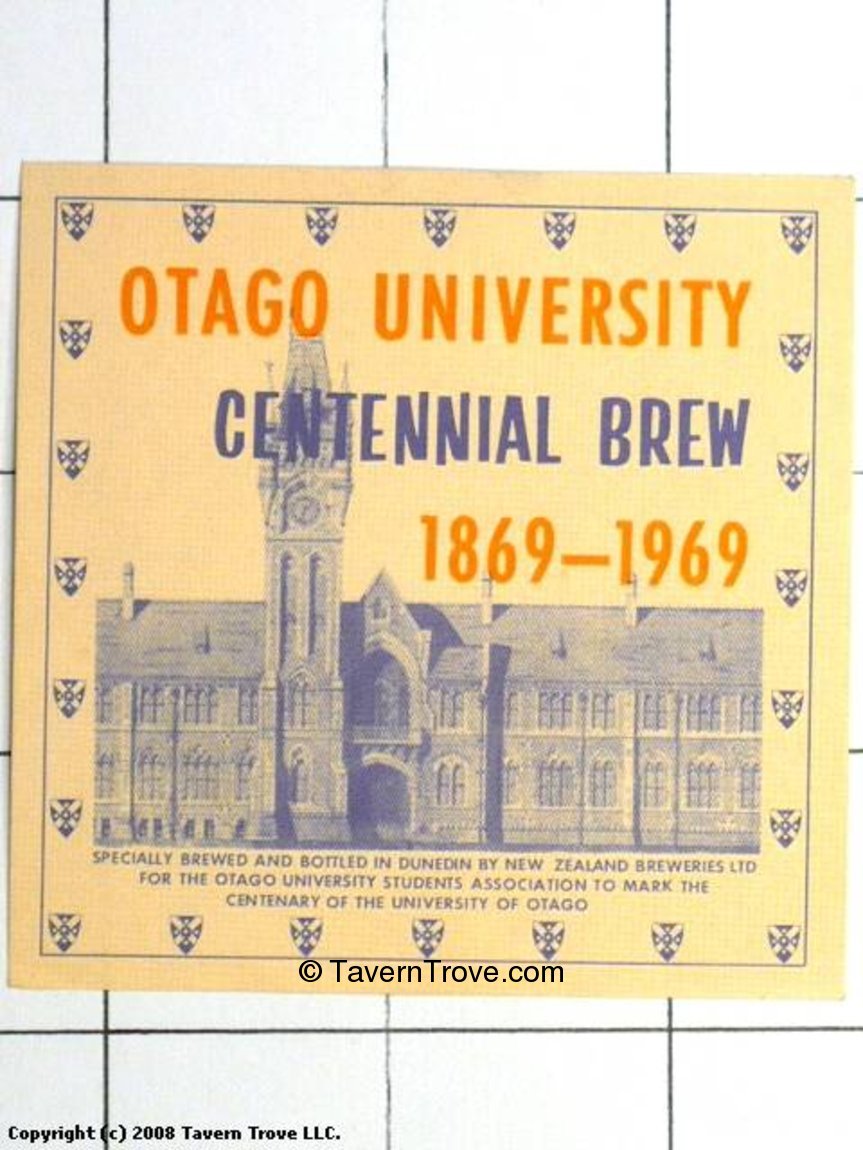 OTAGO UNIVERSITY
CENTENNIAL BREW
1869–1969
SPECIALLY BREWED AND BOTTLED IN DUNEDIN BY NEW ZEALAND BREWERIES LTD
FOR THE OTAGO UNIVERSITY STUDENTS ASSOCIATION TO MARK THE
CENTENARY OF THE UNIVERSITY OF OTAGO
© TavernTrove.com
Copyright (c) 2008 Tavern Trove LLC.